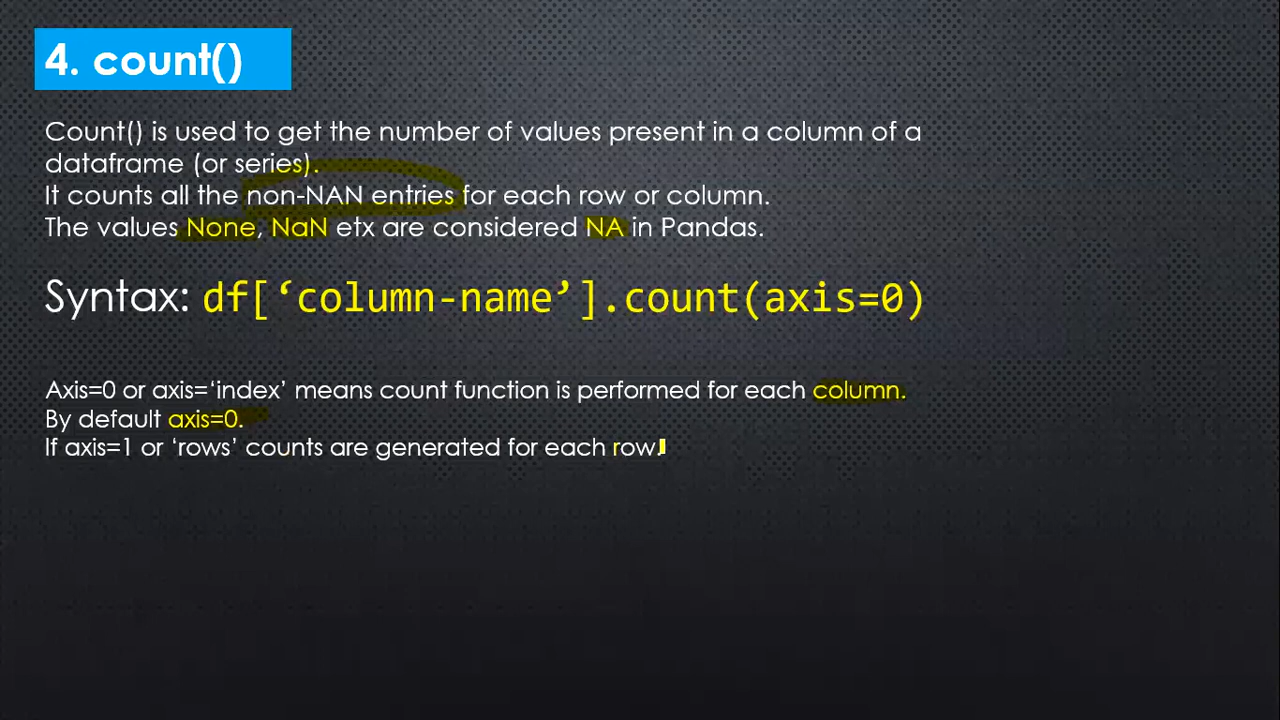 4. count()
Count() is used to get the number of values present in a column of a
dataframe (or series).
It counts all the non-NAN entries for each row or column.
The values None, NaN etx are considered NA in Pandas.
Syntax: df[‘column-name’].count(axis=0)
Axis=0 or axis=‘index’ means count function is performed for each column.
By default axis=0.
If axis=1 or ‘rows’ counts are generated for each row.